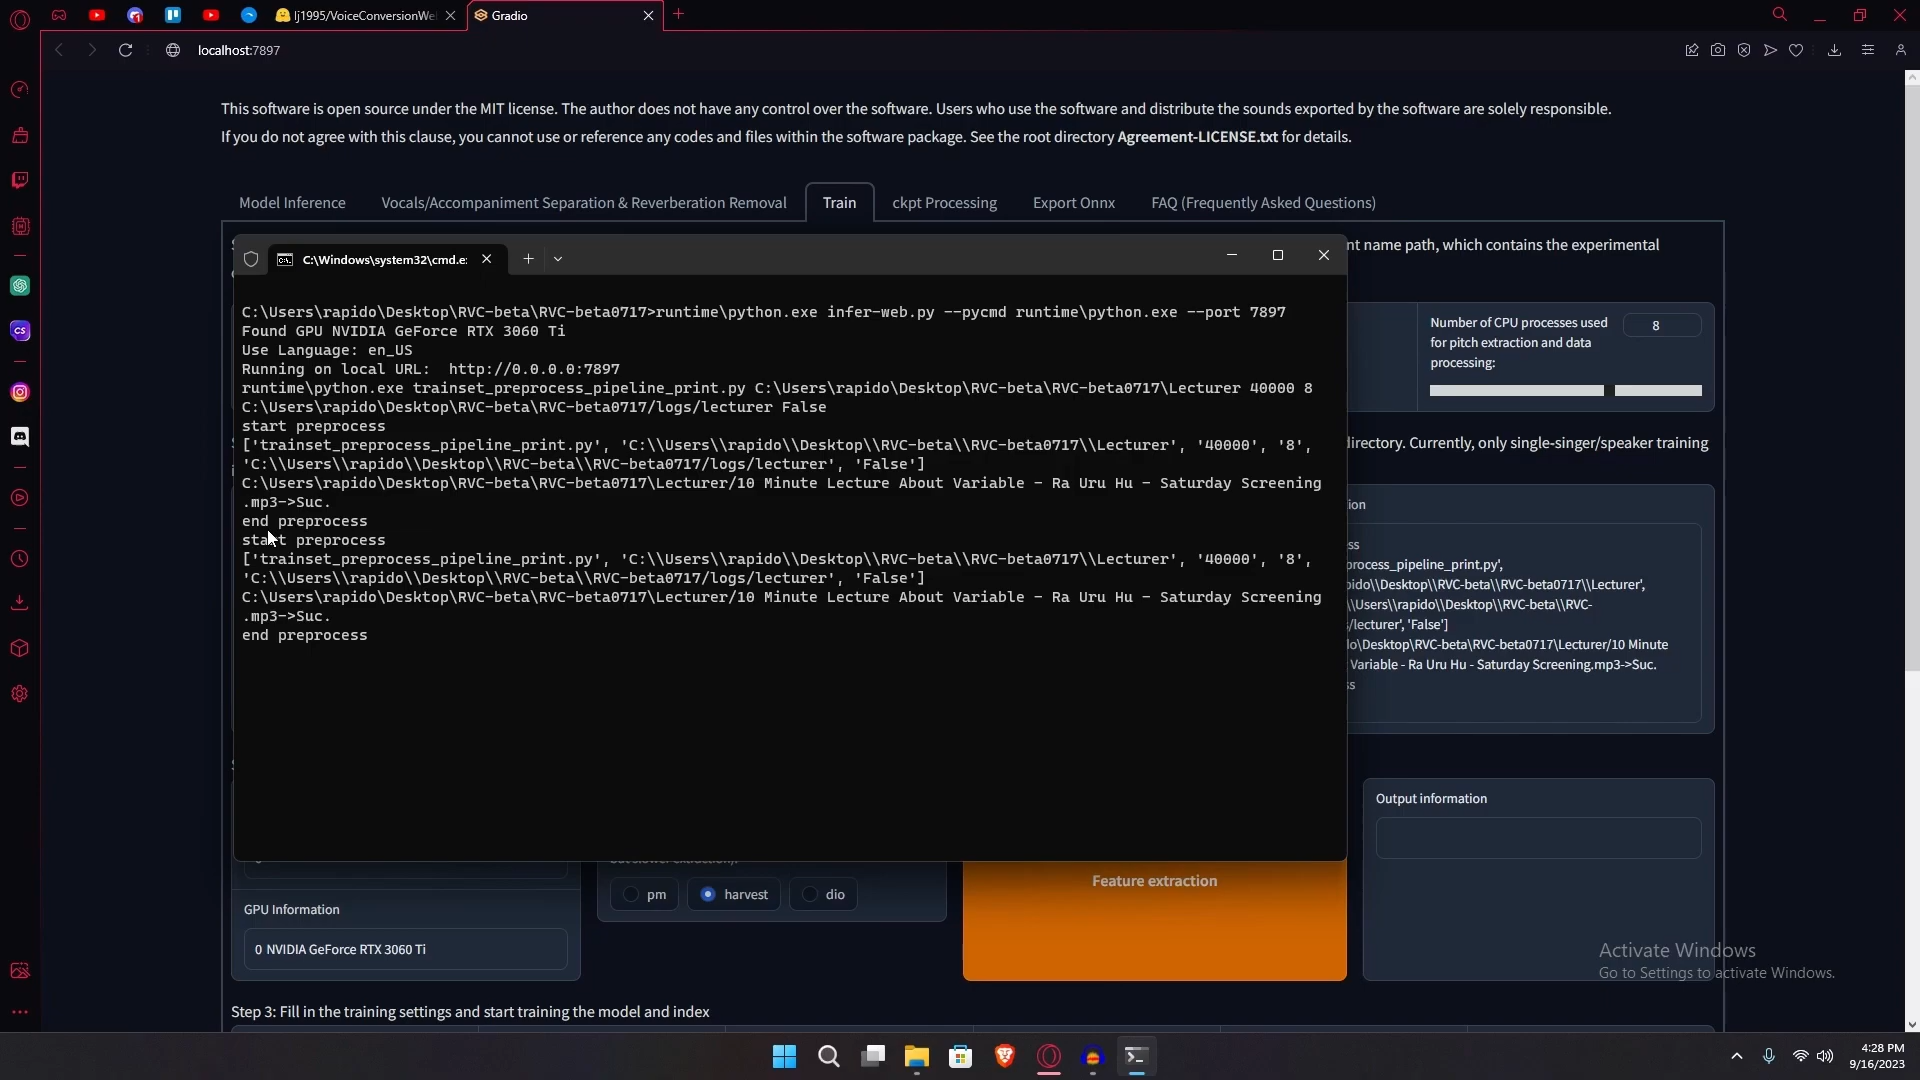 lj1995/VoiceConversionWe
Gradio
localhost:7897
This software is open source under the MIT license. The author does not have any control over the software. Users who use the software and distribute the sounds exported by the software are solely responsible.
If you do not agree with this clause, you cannot use or reference any codes and files within the software package. See the root directory Agreement-LICENSE.txt for details.
Model Inference
Vocals/Accompaniment Separation & Reverberation Removal
Train
ckpt Processing
Export Onnx
FAQ (Frequently Asked Questions)
nt name path, which contains the experimental
C:\Windows\system32\cmd.e:
C:\Users\rapido\Desktop\RVC-beta\RVC-beta0717>runtime\python.exe infer-web.py --pycmd runtime\python.exe --port 7897
Found GPU NVIDIA GeForce RTX 3060 Ti
Use Language: en_US
Running on local URL:  http://0.0.0.0:7897
runtime\python.exe trainset_preprocess_pipeline_print.py C:\Users\rapido\Desktop\RVC-beta\RVC-beta0717\Lecturer 40000 8
C:\Users\rapido\Desktop\RVC-beta\RVC-beta0717/logs/lecturer False
start preprocess
['trainset_preprocess_pipeline_print.py', 'C:\\Users\\rapido\\Desktop\\RVC-beta\\RVC-beta0717\\Lecturer', '40000', '8',
'C:\\Users\\rapido\\Desktop\\RVC-beta\\RVC-beta0717/logs/lecturer', 'False']
C:\Users\rapido\Desktop\RVC-beta\RVC-beta0717\Lecturer/10 Minute Lecture About Variable - Ra Uru Hu - Saturday Screening
.mp3->Suc.
end preprocess
start preprocess
['trainset_preprocess_pipeline_print.py', 'C:\\Users\\rapido\\Desktop\\RVC-beta\\RVC-beta0717\\Lecturer', '40000', '8',
'C:\\Users\\rapido\\Desktop\\RVC-beta\\RVC-beta0717/logs/lecturer', 'False']
C:\Users\rapido\Desktop\RVC-beta\RVC-beta0717\Lecturer/10 Minute Lecture About Variable - Ra Uru Hu - Saturday Screening
.mp3->Suc.
end preprocess
Number of CPU processes used
for pitch extraction and data
processing:
8
directory. Currently, only single-singer/speaker training
ion
ss
process_pipeline_print.py',
pido\\Desktop\\RVC-beta\\RVC-beta0717\\Lecturer',
\\Users\\rapido\\Desktop\\RVC-beta\\RVC-
/lecturer', 'False']
do\Desktop\RVC-beta\RVC-beta0717\Lecturer/10 Minute
Variable - Ra Uru Hu - Saturday Screening.mp3->Suc.
ss
pm
harvest
dio
Feature extraction
Output information
GPU Information
0 NVIDIA GeForce RTX 3060 Ti
Activate Windows
Go to Settings to activate Windows.
Step 3: Fill in the training settings and start training the model and index
4:28 PM
9/16/2023